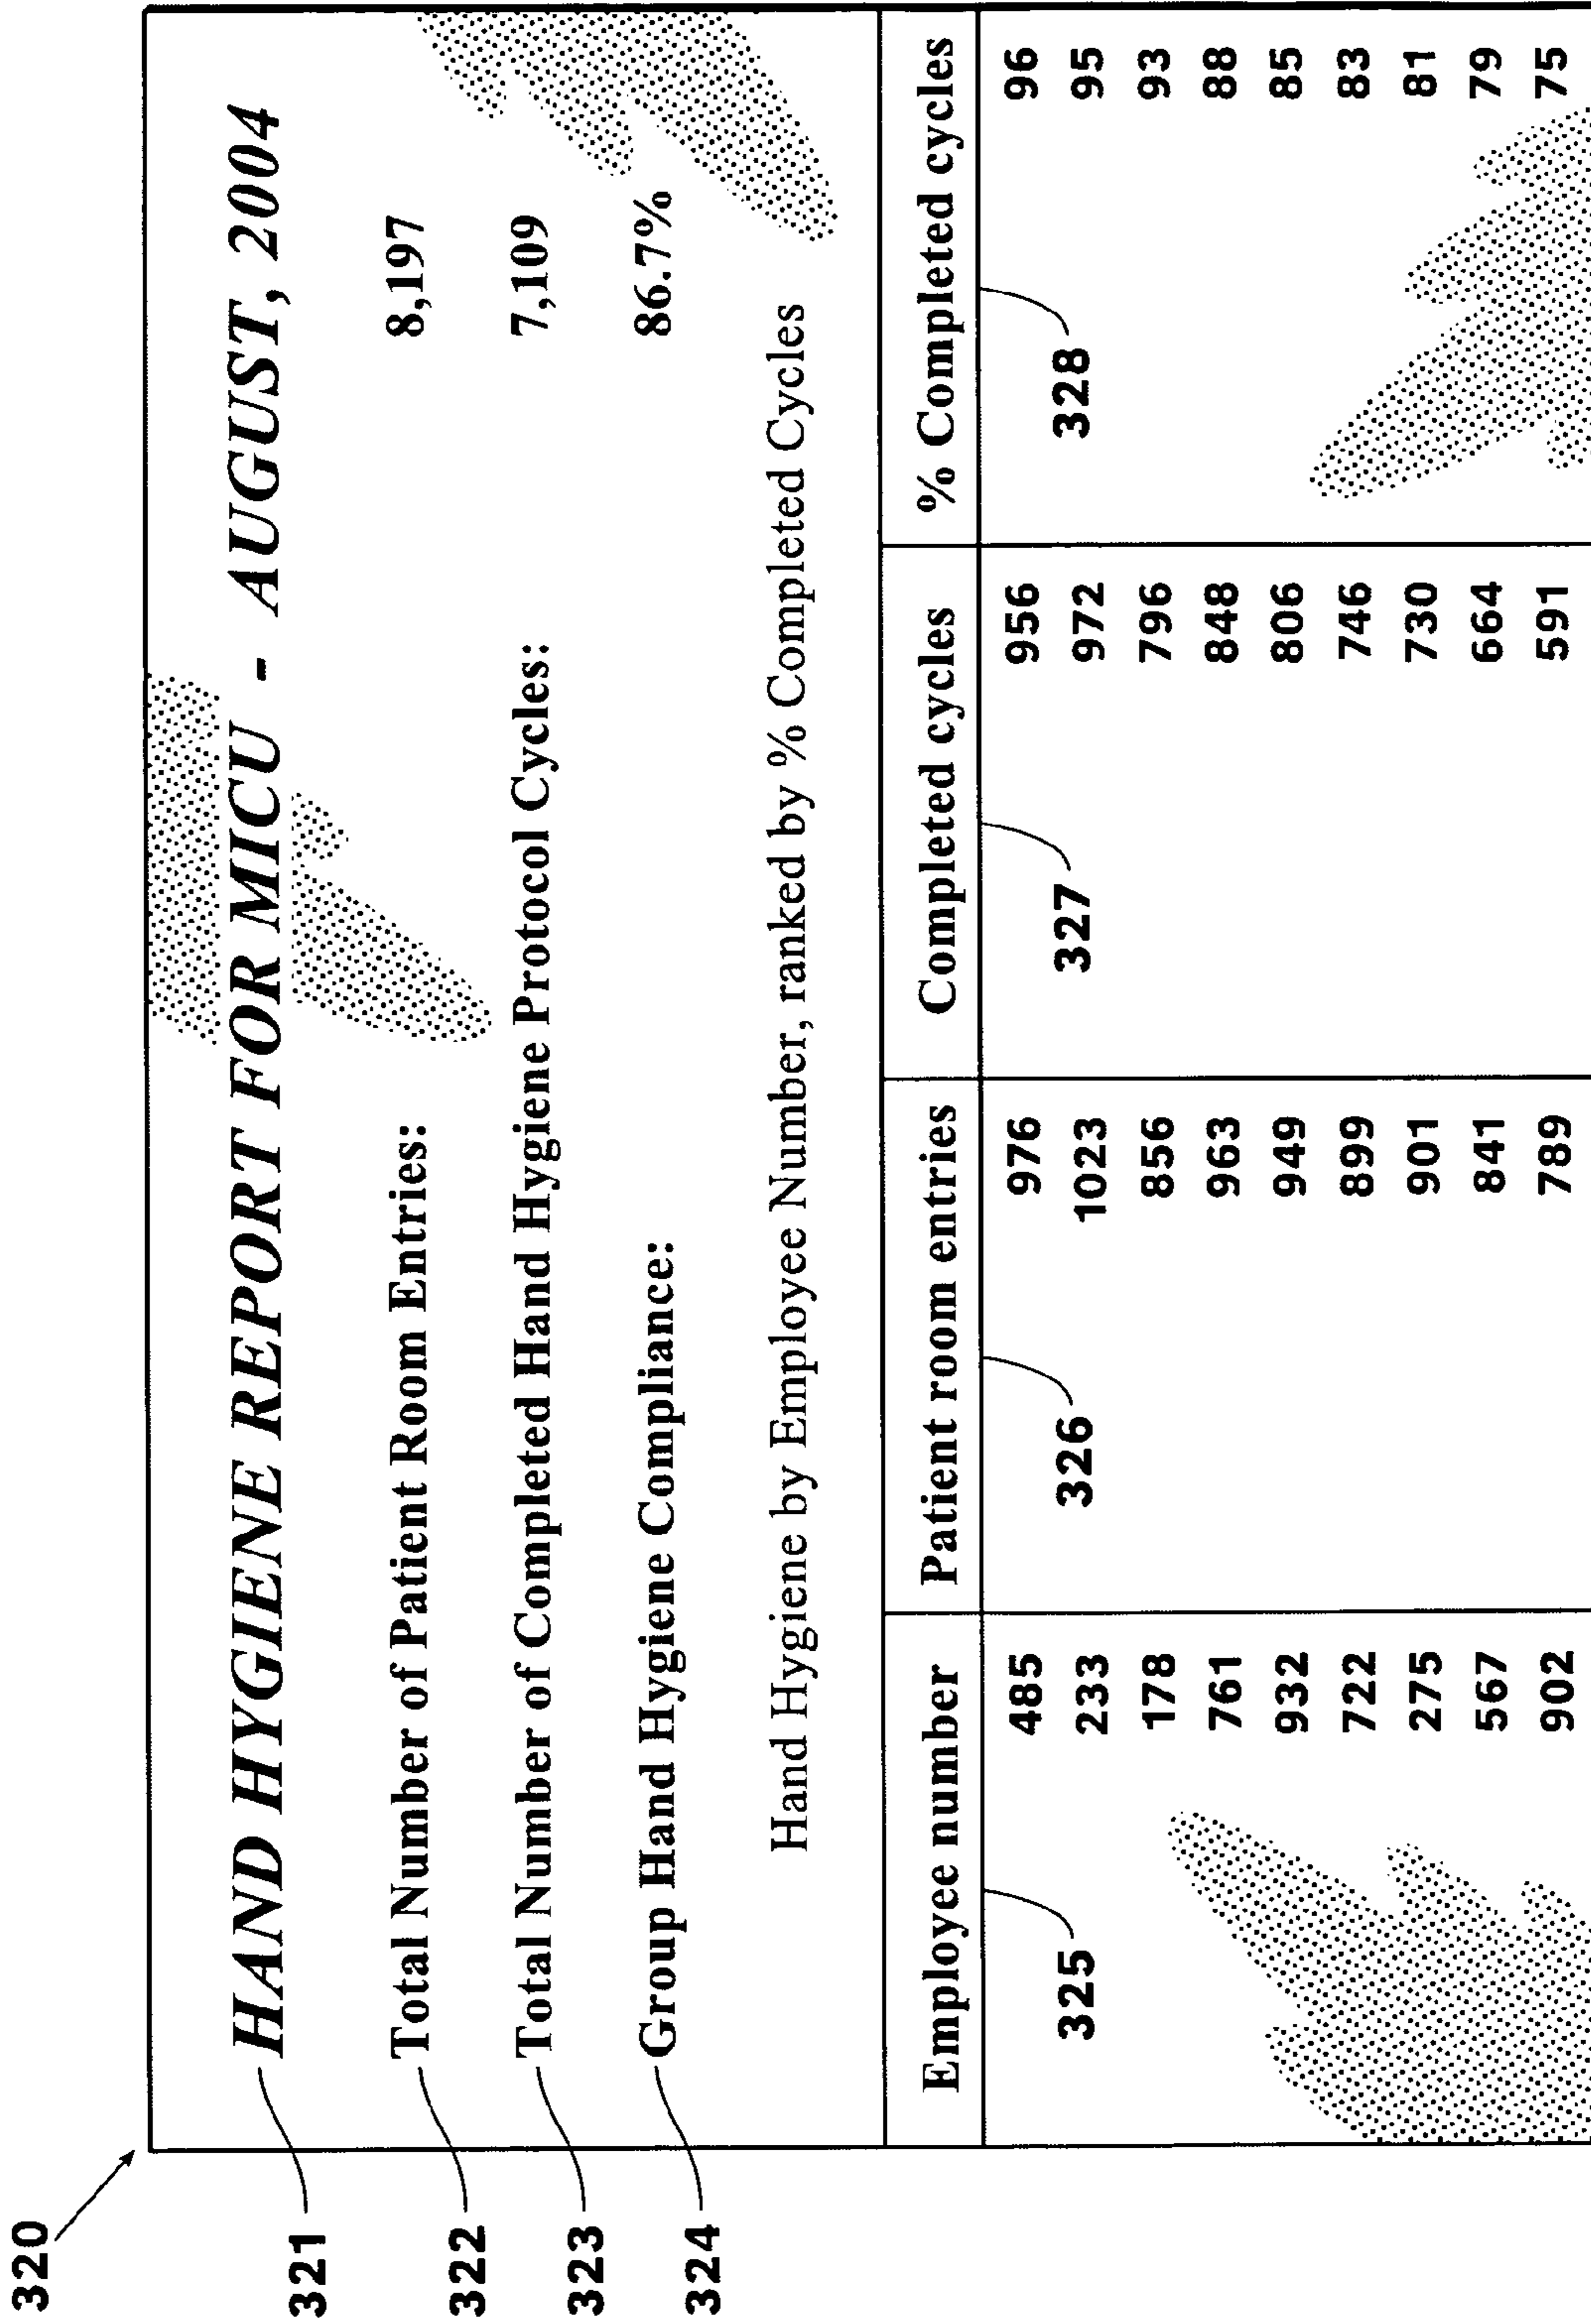 320
321 HAND HYGIENE REPORT FOR MICU - AUGUST, 2004
322 Total Number of Patient Room Entries: 8,197
323 Total Number of Completed Hand Hygiene Protocol Cycles: 7,109
324 Group Hand Hygiene Compliance: 86.7%
Hand Hygiene by Employee Number, ranked by % Completed Cycles
Employee number Patient room entries Completed cycles % Completed cycles
325 326 327 328
485 976 956 96
233 1023 972 95
178 856 796 93
761 963 848 88
932 949 806 85
722 899 746 83
275 901 730 81
567 841 664 79
902 789 591 75